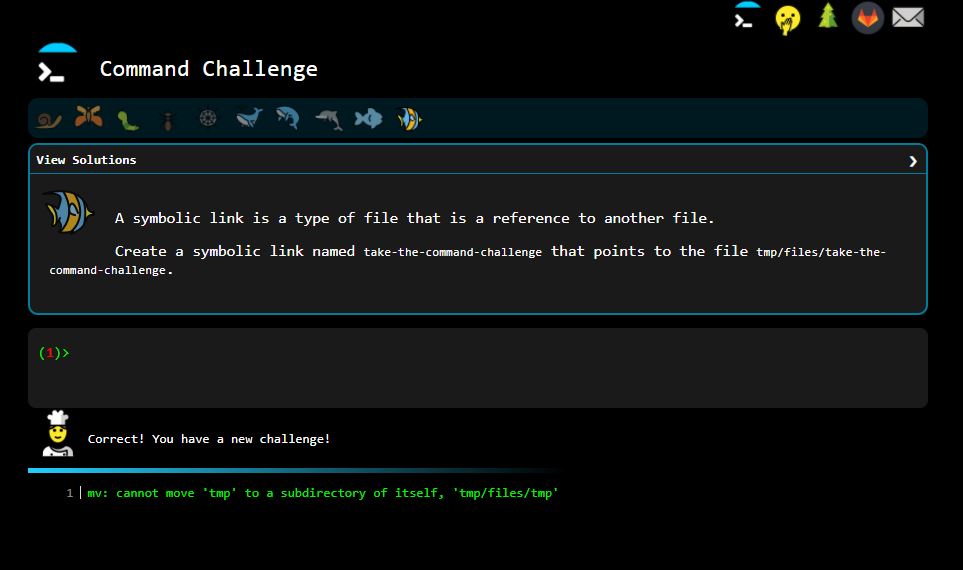 Command Challenge
View Solutions ❯
A symbolic link is a type of file that is a reference to another file.
Create a symbolic link named take-the-command-challenge that points to the file tmp/files/take-the-
command-challenge.
(1)>
Correct! You have a new challenge!
1 mv: cannot move 'tmp' to a subdirectory of itself, 'tmp/files/tmp'